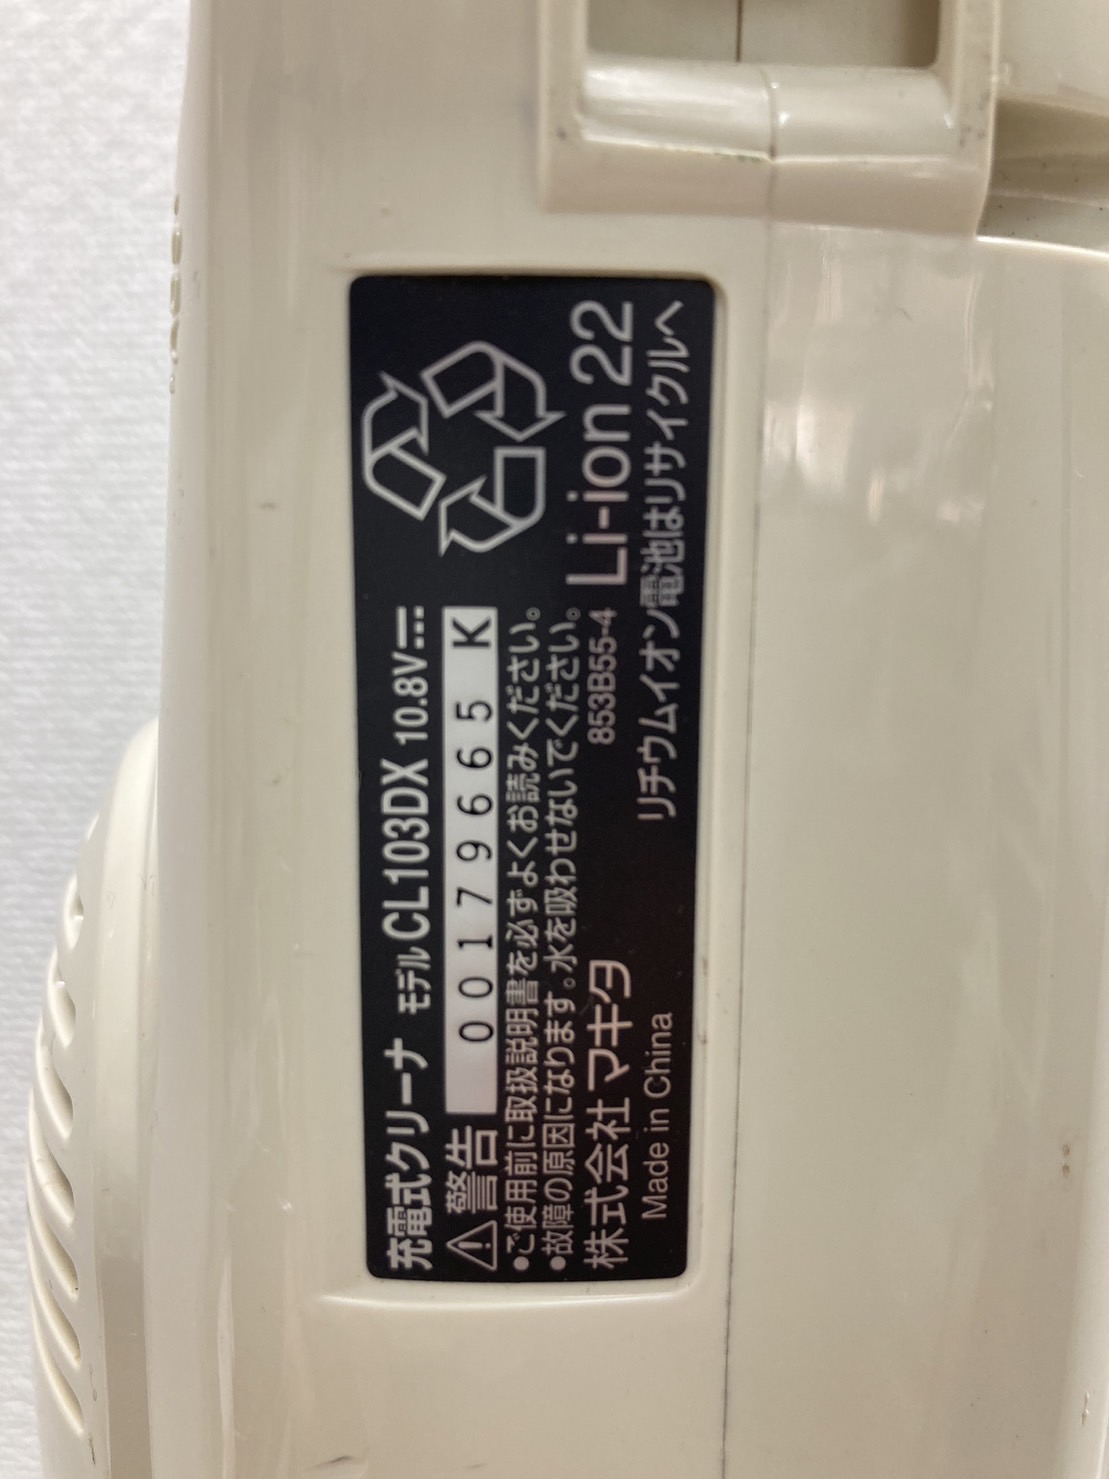 充電式クリーナ モデル CL103DX 10.8V
00179665 K
警告
•ご使用前に取扱説明書を必ずよくお読みください。
•故障の原因になります。水を吸わせないでください。
853B55-4
株式会社マキタ
Made in China
Li-ion 22
リチウムイオン電池はリサイクルへ